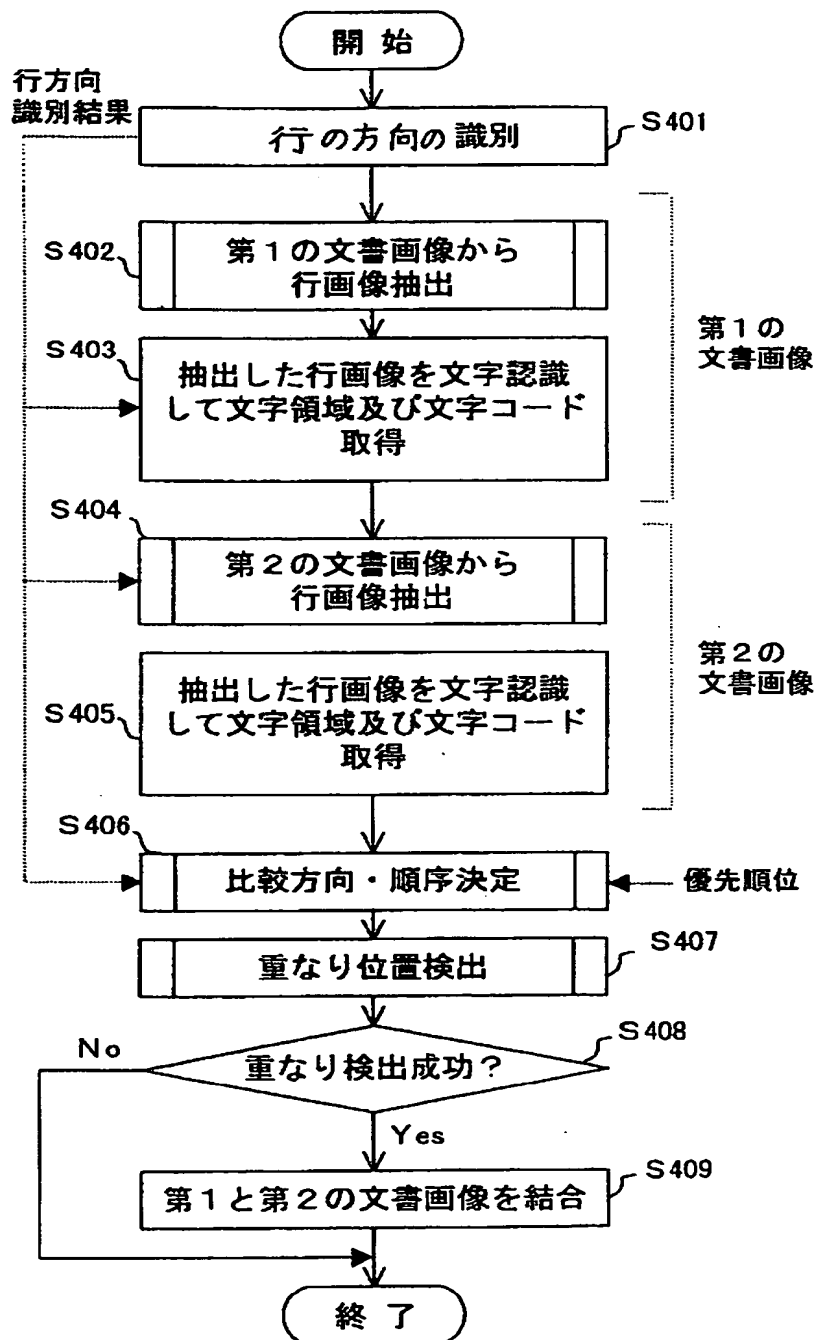 開 始
行方向
識別結果
行の方向の識別
S401
S402
第1の文書画像から
行画像抽出
S403
抽出した行画像を文字認識
して文字領域及び文字コード
取得
第1の
文書画像
S404
第2の文書画像から
行画像抽出
S405
抽出した行画像を文字認識
して文字領域及び文字コード
取得
第2の
文書画像
S406
比較方向・順序決定
優先順位
重なり位置検出
S407
重なり検出成功?
S408
No
Yes
第1と第2の文書画像を結合
S409
終 了